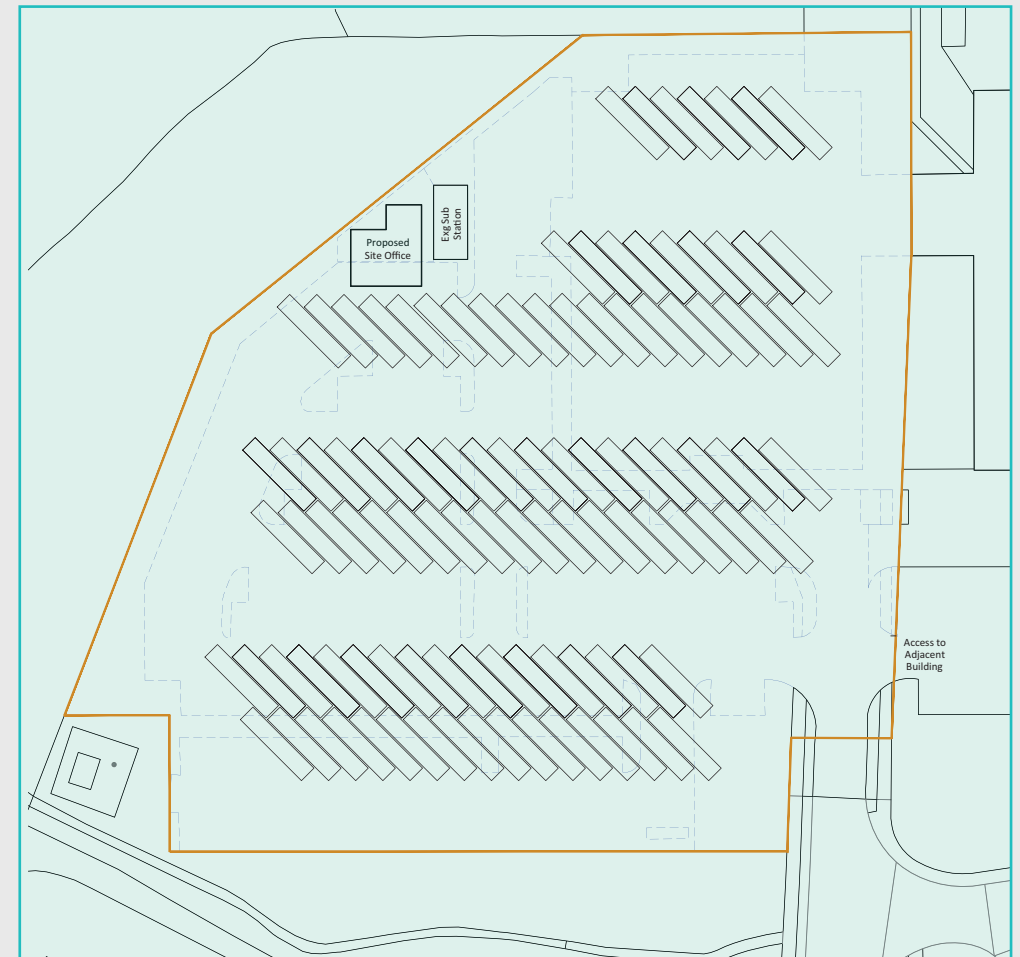 Exg Sub
Station
Proposed
Site Office
Access to
Adjacent
Building